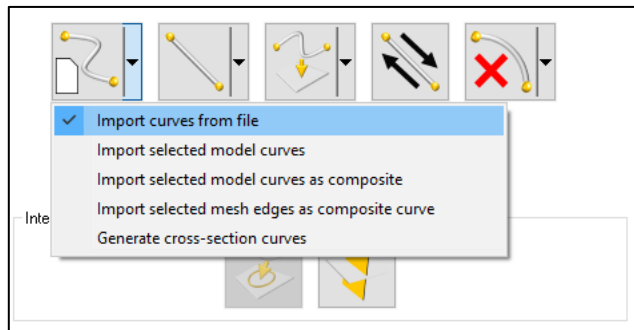 Import curves from file
Import selected model curves
Import selected model curves as composite
Import selected mesh edges as composite curve
Inte
Generate cross-section curves